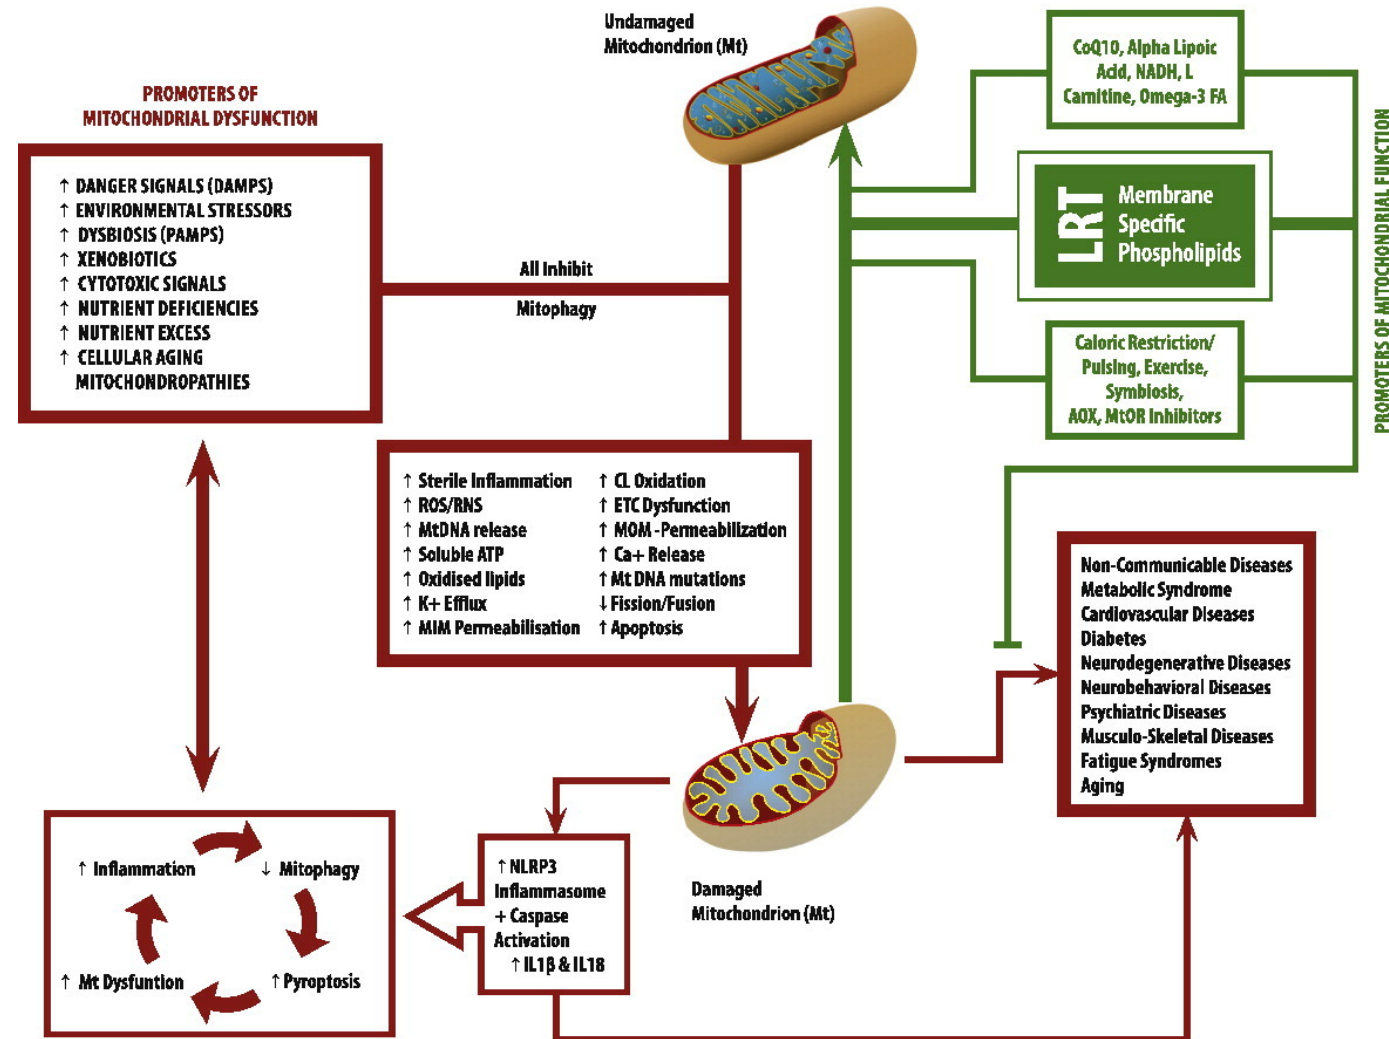 Undamaged
Mitochondrion (Mt)
PROMOTERS OF
MITOCHONDRIAL DYSFUNCTION
↑ DANGER SIGNALS (DAMPS)
↑ ENVIRONMENTAL STRESSORS
↑ DYSBIOSIS (PAMPS)
↑ XENOBIOTICS
↑ CYTOTOXIC SIGNALS
↑ NUTRIENT DEFICIENCIES
↑ NUTRIENT EXCESS
↑ CELLULAR AGING
MITOCHONDROPATHIES
All Inhibit
Mitophagy
CoQ10, Alpha Lipoic
Acid, NADH, L
Carnitine, Omega-3 FA
LRT
Membrane
Specific
Phospholipids
Caloric Restriction/
Pulsing, Exercise,
Symbiosis,
AOX, MtOR Inhibitors
PROMOTERS OF MITOCHONDRIAL FUNCTION
↑ Sterile Inflammation
↑ ROS/RNS
↑ MtDNA release
↑ Soluble ATP
↑ Oxidised lipids
↑ K+ Efflux
↑ MIM Permeabilisation
↑ CL Oxidation
↑ ETC Dysfunction
↑ MOM -Permeabilization
↑ Ca+ Release
↑ Mt DNA mutations
↓ Fission/Fusion
↑ Apoptosis
Non-Communicable Diseases
Metabolic Syndrome
Cardiovascular Diseases
Diabetes
Neurodegenerative Diseases
Neurobehavioral Diseases
Psychiatric Diseases
Musculo-Skeletal Diseases
Fatigue Syndromes
Aging
Damaged
Mitochondrion (Mt)
↑ NLRP3
Inflammasome
+ Caspase
Activation
↑ IL1β & IL18
↑ Inflammation
↓ Mitophagy
↑ Mt Dysfuntion
↑ Pyroptosis